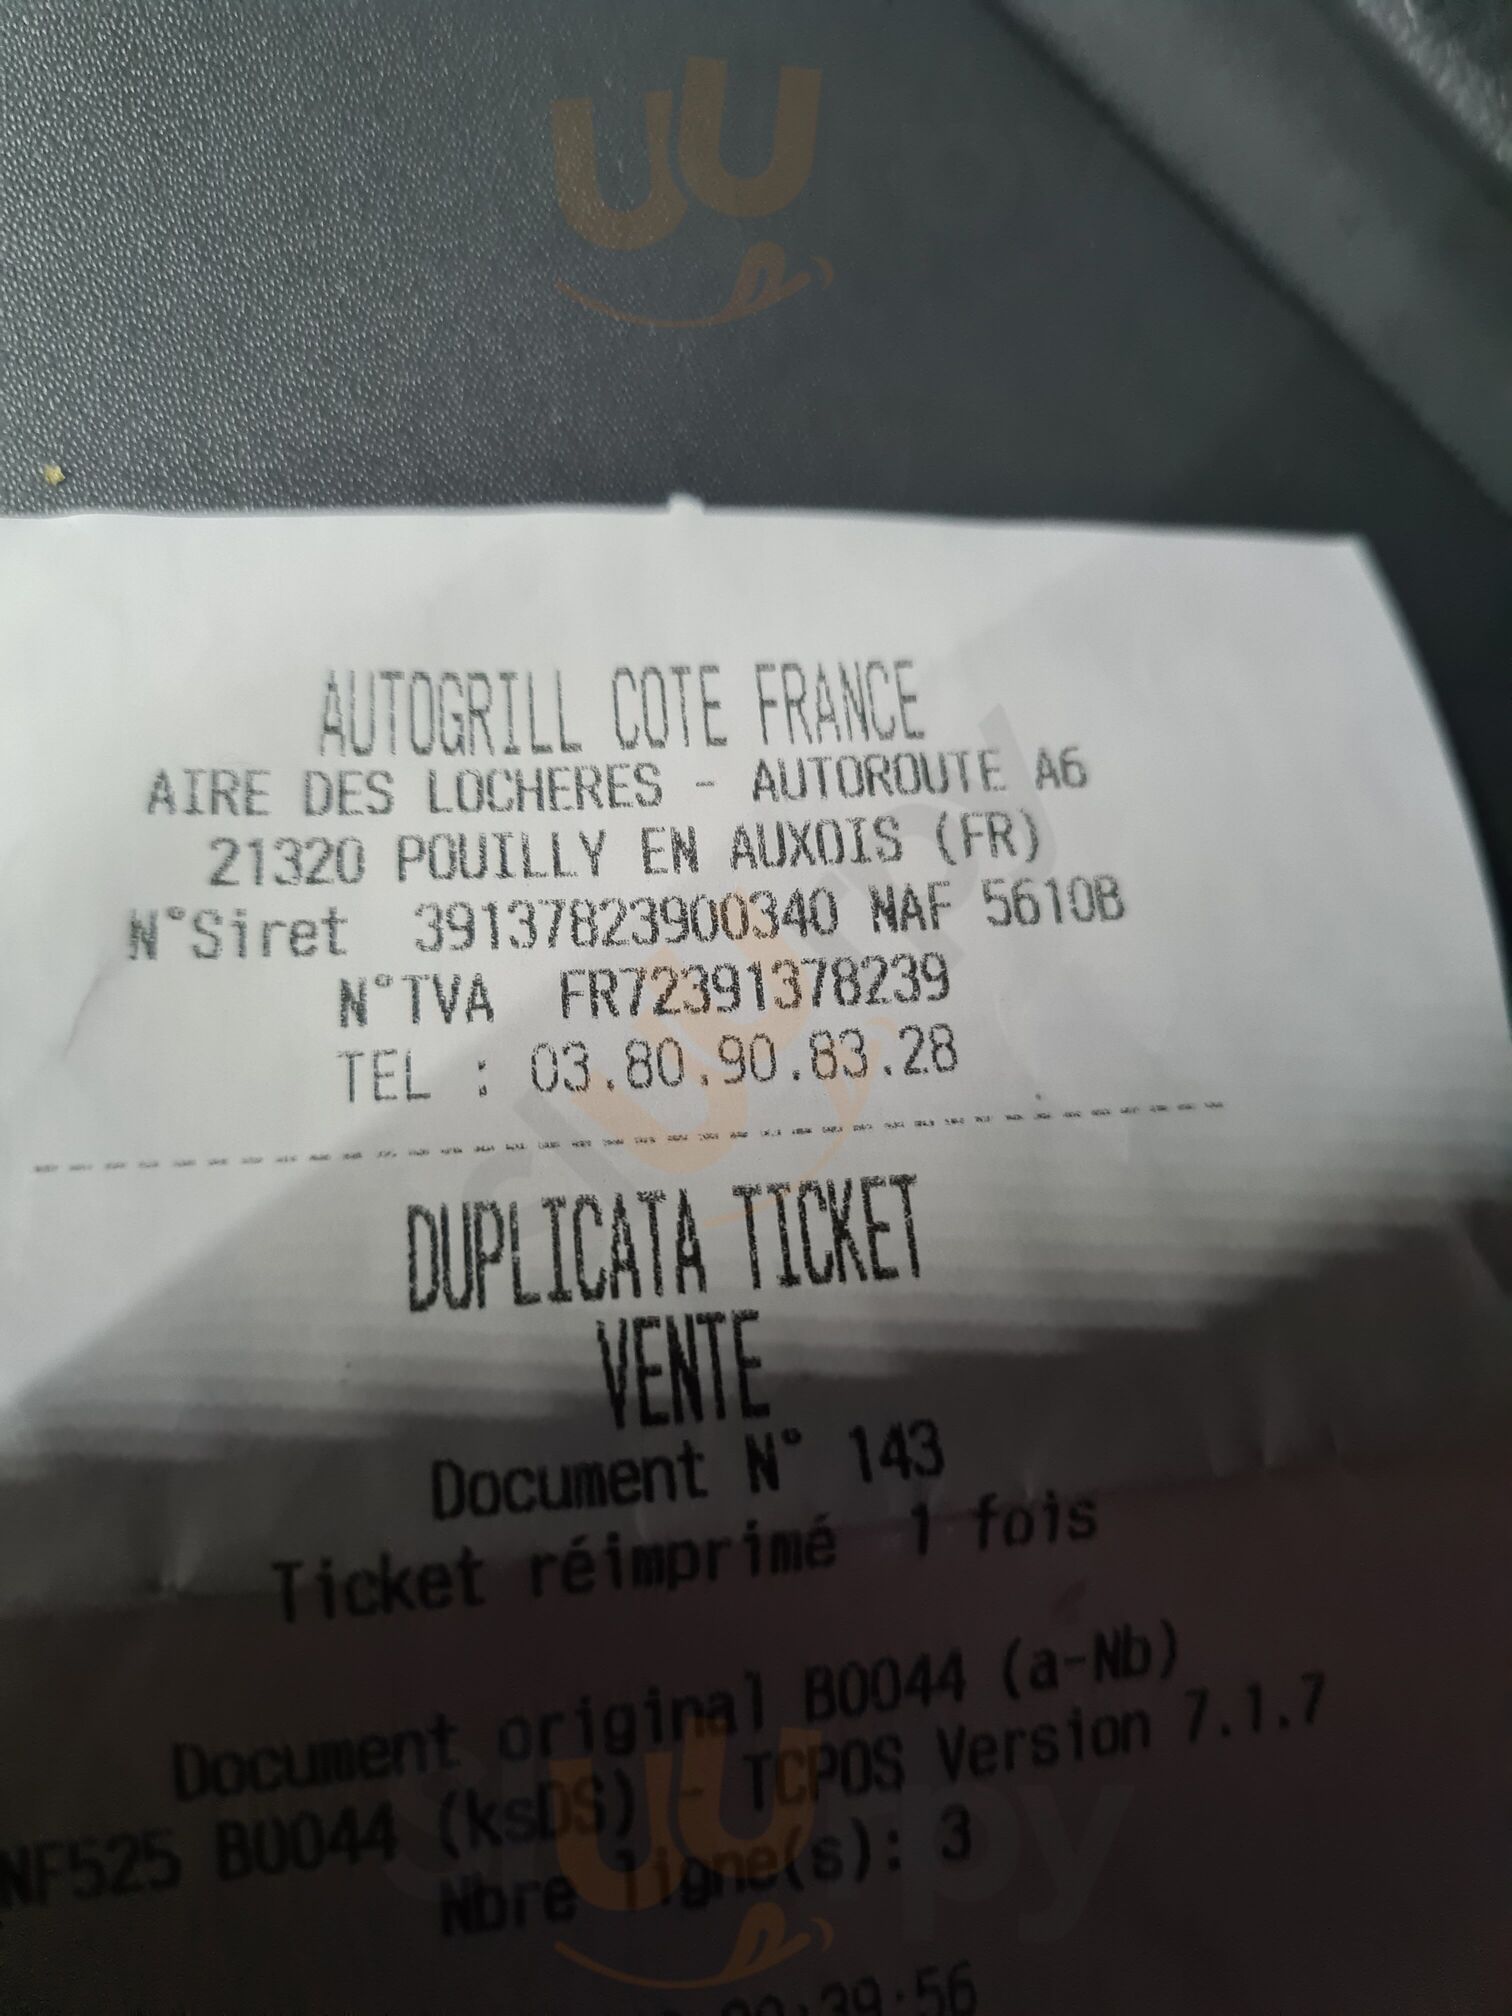 AUTOGRILL COTE FRANCE
AIRE DES LOCHERES - AUTOROUTE A6
21320 POUILLY EN AUXOIS (FR)
N°Siret 39137823900340 NAF 5610B
N°TVA FR72391378239
TEL : 03.80.90.83.28
DUPLICATA TICKET
VENTE
Document N° 143
Ticket réimprimé 1 fois
Document original B0044 (a-Nb)
NF525 B0044 (ksDS) - TCPOS Version 7.1.7
Nbre ligne(s): 3
:39:56